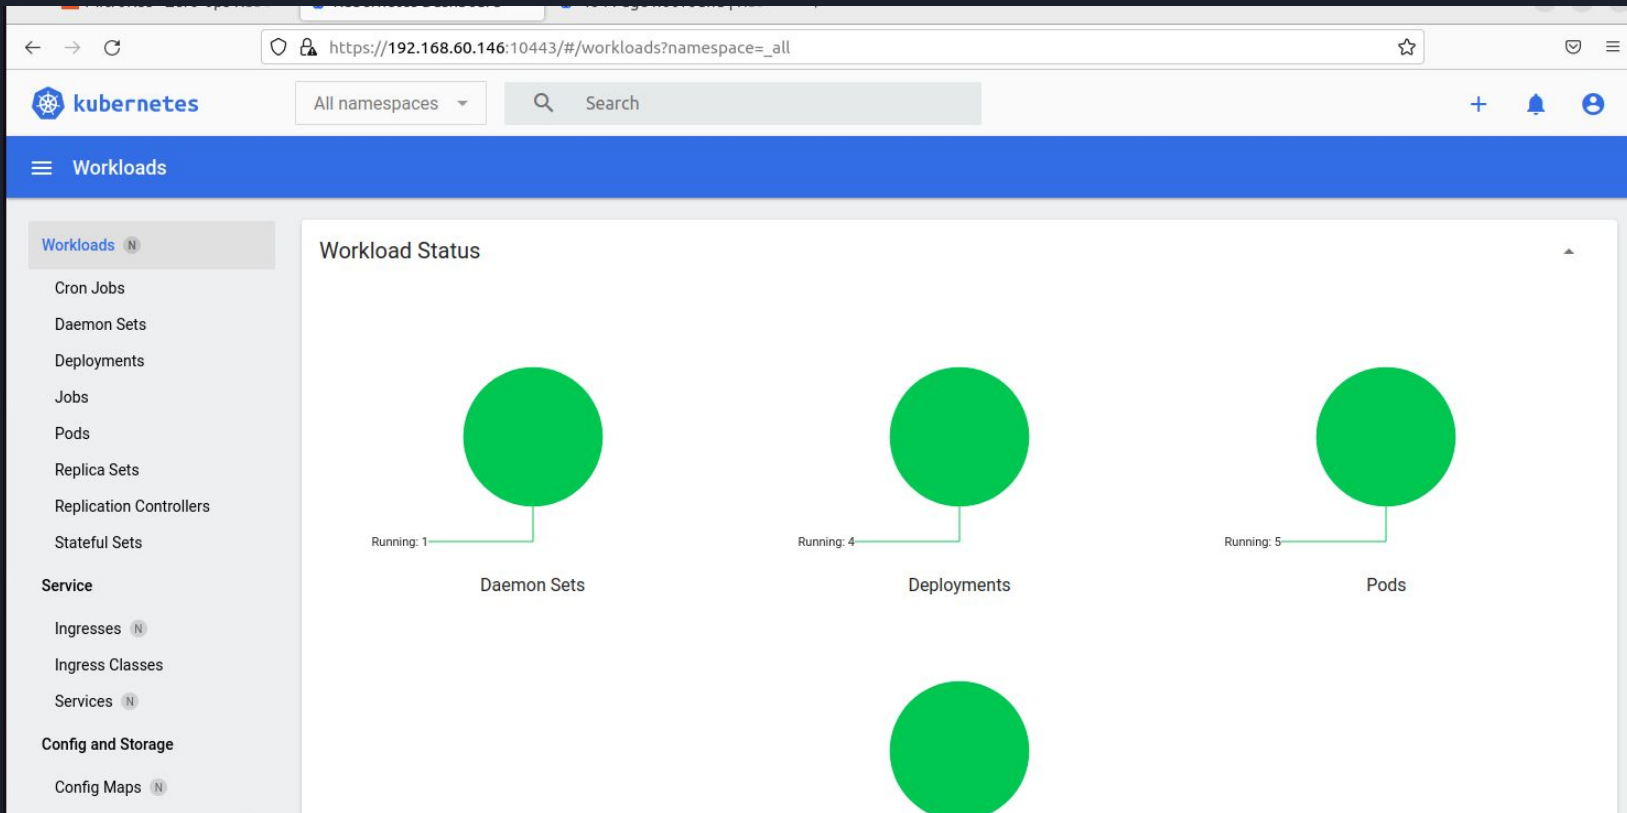 https://192.168.60.146:10443/#/workloads?namespace=_all
kubernetes
All namespaces
Search
Workloads
Workloads N
Cron Jobs
Daemon Sets
Deployments
Jobs
Pods
Replica Sets
Replication Controllers
Stateful Sets
Service
Ingresses N
Ingress Classes
Services N
Config and Storage
Config Maps N
Workload Status
Running: 1
Daemon Sets
Running: 4
Deployments
Running: 5
Pods